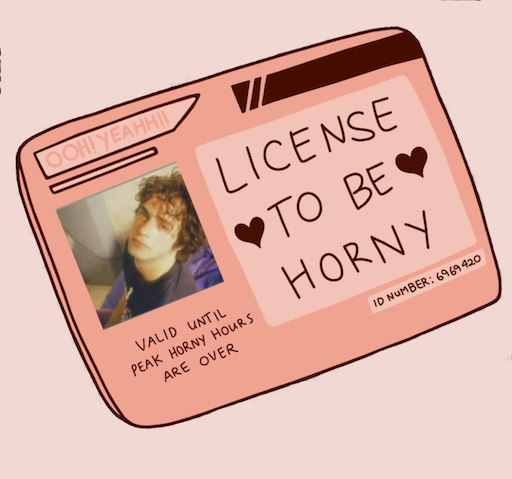 OOH! YEAHH!!
LICENSE
TO BE
HORNY
ID NUMBER: 6969420
VALID UNTIL
PEAK HORNY HOURS
ARE OVER